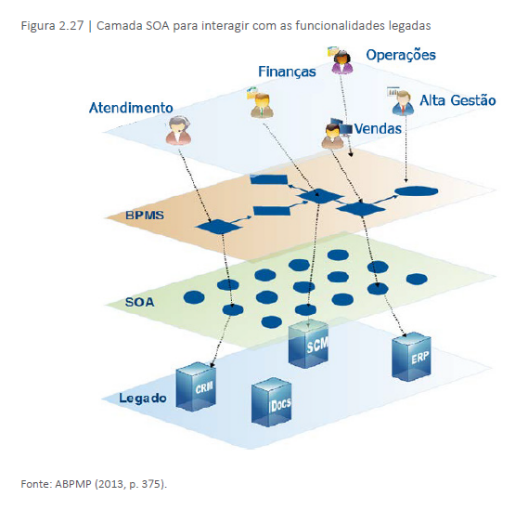 Figura 2.27 | Camada SOA para interagir com as funcionalidades legadas
Operações
Finanças
Atendimento
Alta Gestão
Vendas
BPMS
SOA
SCM
ERP
Legado
CRM
Docs
Fonte: ABPMP (2013, p. 375).